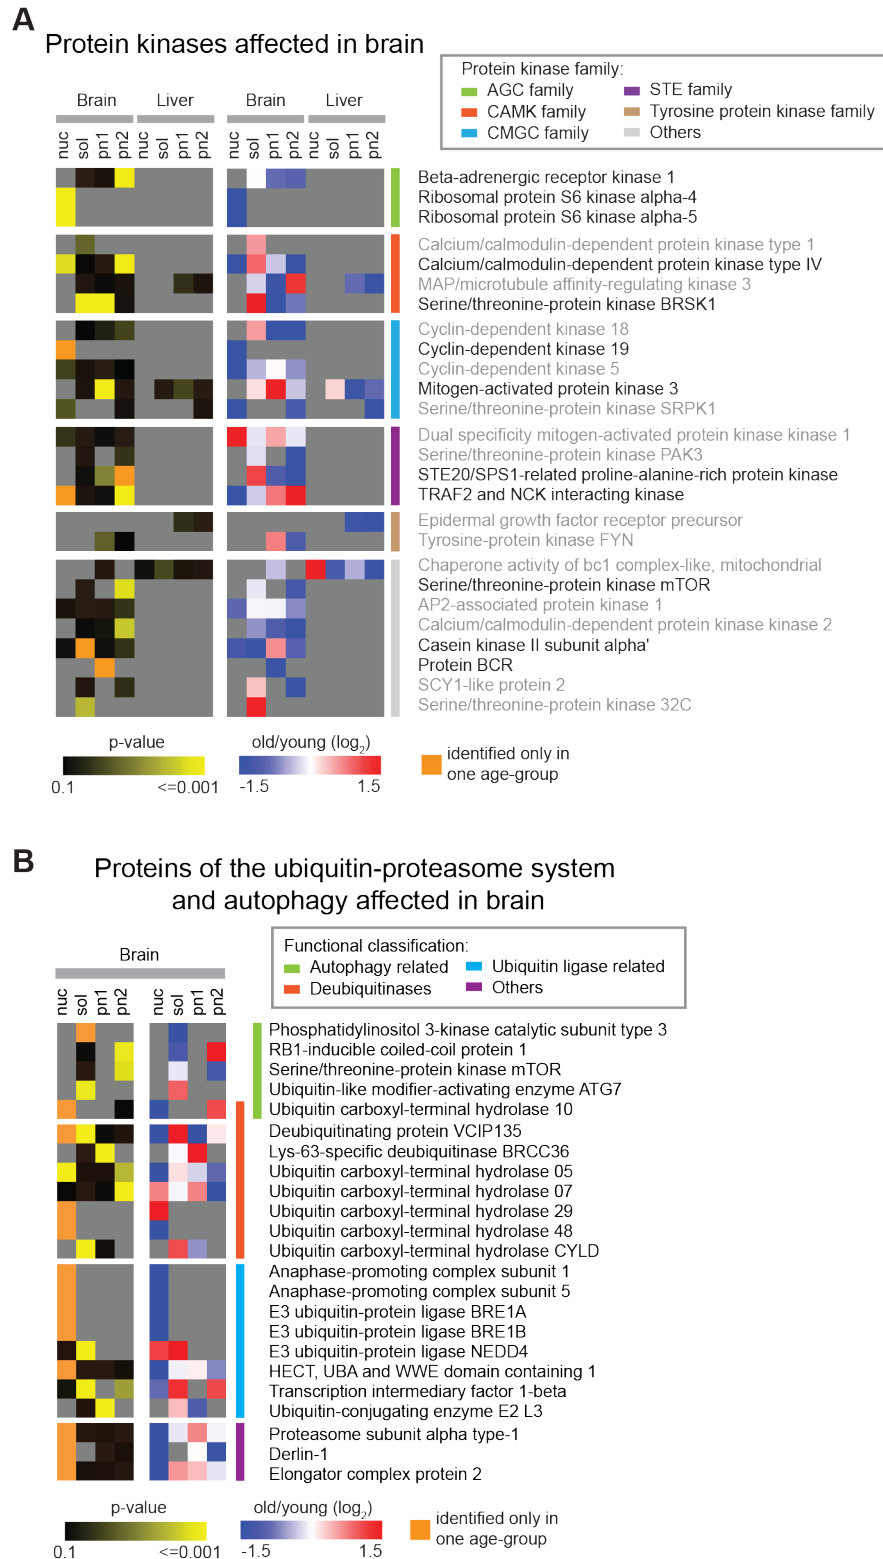 A
Protein kinases affected in brain
Protein kinase family:
AGC family
STE family
CAMK family
Tyrosine protein kinase family
CMGC family
Others
Brain Liver Brain Liver
nuc sol pn1 pn2 nuc sol pn1 pn2 nuc sol pn1 pn2 nuc sol pn1 pn2
Beta-adrenergic receptor kinase 1
Ribosomal protein S6 kinase alpha-4
Ribosomal protein S6 kinase alpha-5
Calcium/calmodulin-dependent protein kinase type 1
Calcium/calmodulin-dependent protein kinase type IV
MAP/microtubule affinity-regulating kinase 3
Serine/threonine-protein kinase BRSK1
Cyclin-dependent kinase 18
Cyclin-dependent kinase 19
Cyclin-dependent kinase 5
Mitogen-activated protein kinase 3
Serine/threonine-protein kinase SRPK1
Dual specificity mitogen-activated protein kinase kinase 1
Serine/threonine-protein kinase PAK3
STE20/SPS1-related proline-alanine-rich protein kinase
TRAF2 and NCK interacting kinase
Epidermal growth factor receptor precursor
Tyrosine-protein kinase FYN
Chaperone activity of bc1 complex-like, mitochondrial
Serine/threonine-protein kinase mTOR
AP2-associated protein kinase 1
Calcium/calmodulin-dependent protein kinase kinase 2
Casein kinase II subunit alpha'
Protein BCR
SCY1-like protein 2
Serine/threonine-protein kinase 32C
p-value
0.1 <=0.001
old/young (log2)
-1.5 1.5
identified only in
one age-group
B
Proteins of the ubiquitin-proteasome system
and autophagy affected in brain
Functional classification:
Autophagy related
Ubiquitin ligase related
Deubiquitinases
Others
Brain
nuc sol pn1 pn2 nuc sol pn1 pn2
Phosphatidylinositol 3-kinase catalytic subunit type 3
RB1-inducible coiled-coil protein 1
Serine/threonine-protein kinase mTOR
Ubiquitin-like modifier-activating enzyme ATG7
Ubiquitin carboxyl-terminal hydrolase 10
Deubiquitinating protein VCIP135
Lys-63-specific deubiquitinase BRCC36
Ubiquitin carboxyl-terminal hydrolase 05
Ubiquitin carboxyl-terminal hydrolase 07
Ubiquitin carboxyl-terminal hydrolase 29
Ubiquitin carboxyl-terminal hydrolase 48
Ubiquitin carboxyl-terminal hydrolase CYLD
Anaphase-promoting complex subunit 1
Anaphase-promoting complex subunit 5
E3 ubiquitin-protein ligase BRE1A
E3 ubiquitin-protein ligase BRE1B
E3 ubiquitin-protein ligase NEDD4
HECT, UBA and WWE domain containing 1
Transcription intermediary factor 1-beta
Ubiquitin-conjugating enzyme E2 L3
Proteasome subunit alpha type-1
Derlin-1
Elongator complex protein 2
p-value
0.1 <=0.001
old/young (log2)
-1.5 1.5
identified only in
one age-group